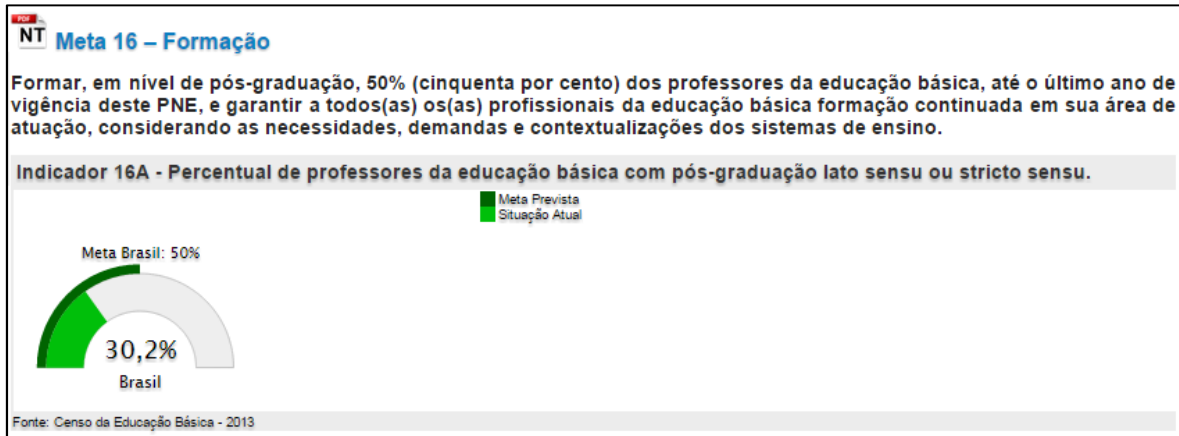 PDF
NT Meta 16 – Formação
Formar, em nível de pós-graduação, 50% (cinquenta por cento) dos professores da educação básica, até o último ano de
vigência deste PNE, e garantir a todos(as) os(as) profissionais da educação básica formação continuada em sua área de
atuação, considerando as necessidades, demandas e contextualizações dos sistemas de ensino.
Indicador 16A - Percentual de professores da educação básica com pós-graduação lato sensu ou stricto sensu.
Meta Prevista
Situação Atual
Meta Brasil: 50%
30,2%
Brasil
Fonte: Censo da Educação Básica - 2013